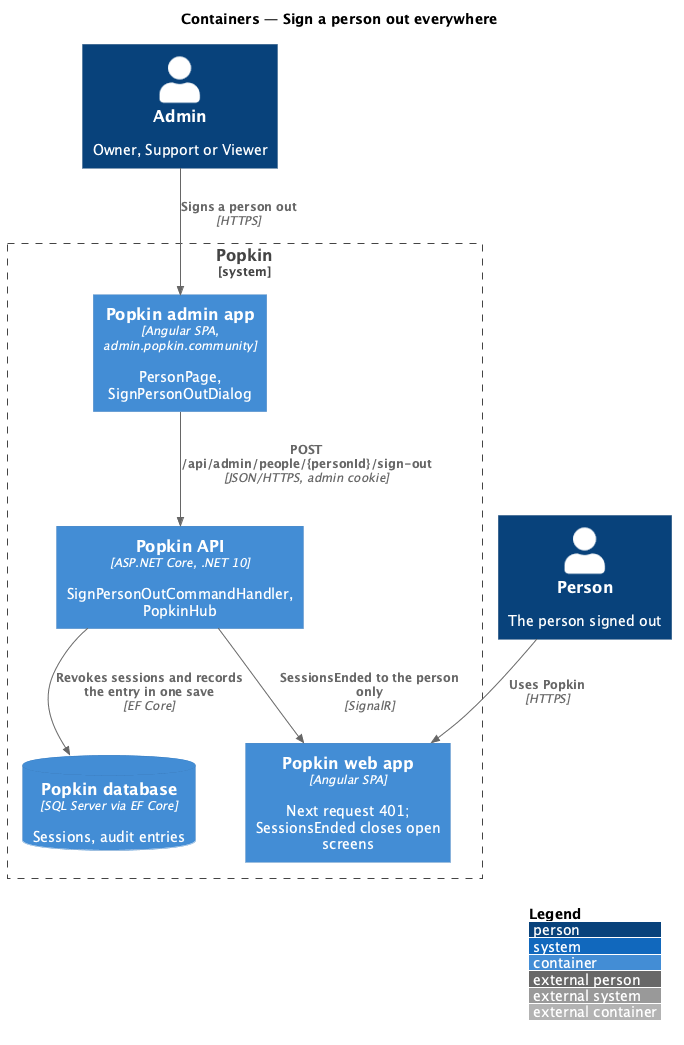 Containers — Sign a person out everywhere
Admin
Owner, Support or Viewer
Signs a person out
[HTTPS]
Popkin
[system]
Popkin admin app
[Angular SPA,
admin.popkin.community]
PersonPage,
SignPersonOutDialog
POST
/api/admin/people/{personId}/sign-out
[JSON/HTTPS, admin cookie]
Popkin API
[ASP.NET Core, .NET 10]
SignPersonOutCommandHandler,
PopkinHub
Person
The person signed out
Revokes sessions and records
the entry in one save
[EF Core]
SessionsEnded to the person
only
[SignalR]
Uses Popkin
[HTTPS]
Popkin database
[SQL Server via EF Core]
Sessions, audit entries
Popkin web app
[Angular SPA]
Next request 401;
SessionsEnded closes open
screens
Legend
person
system
container
external person
external system
external container